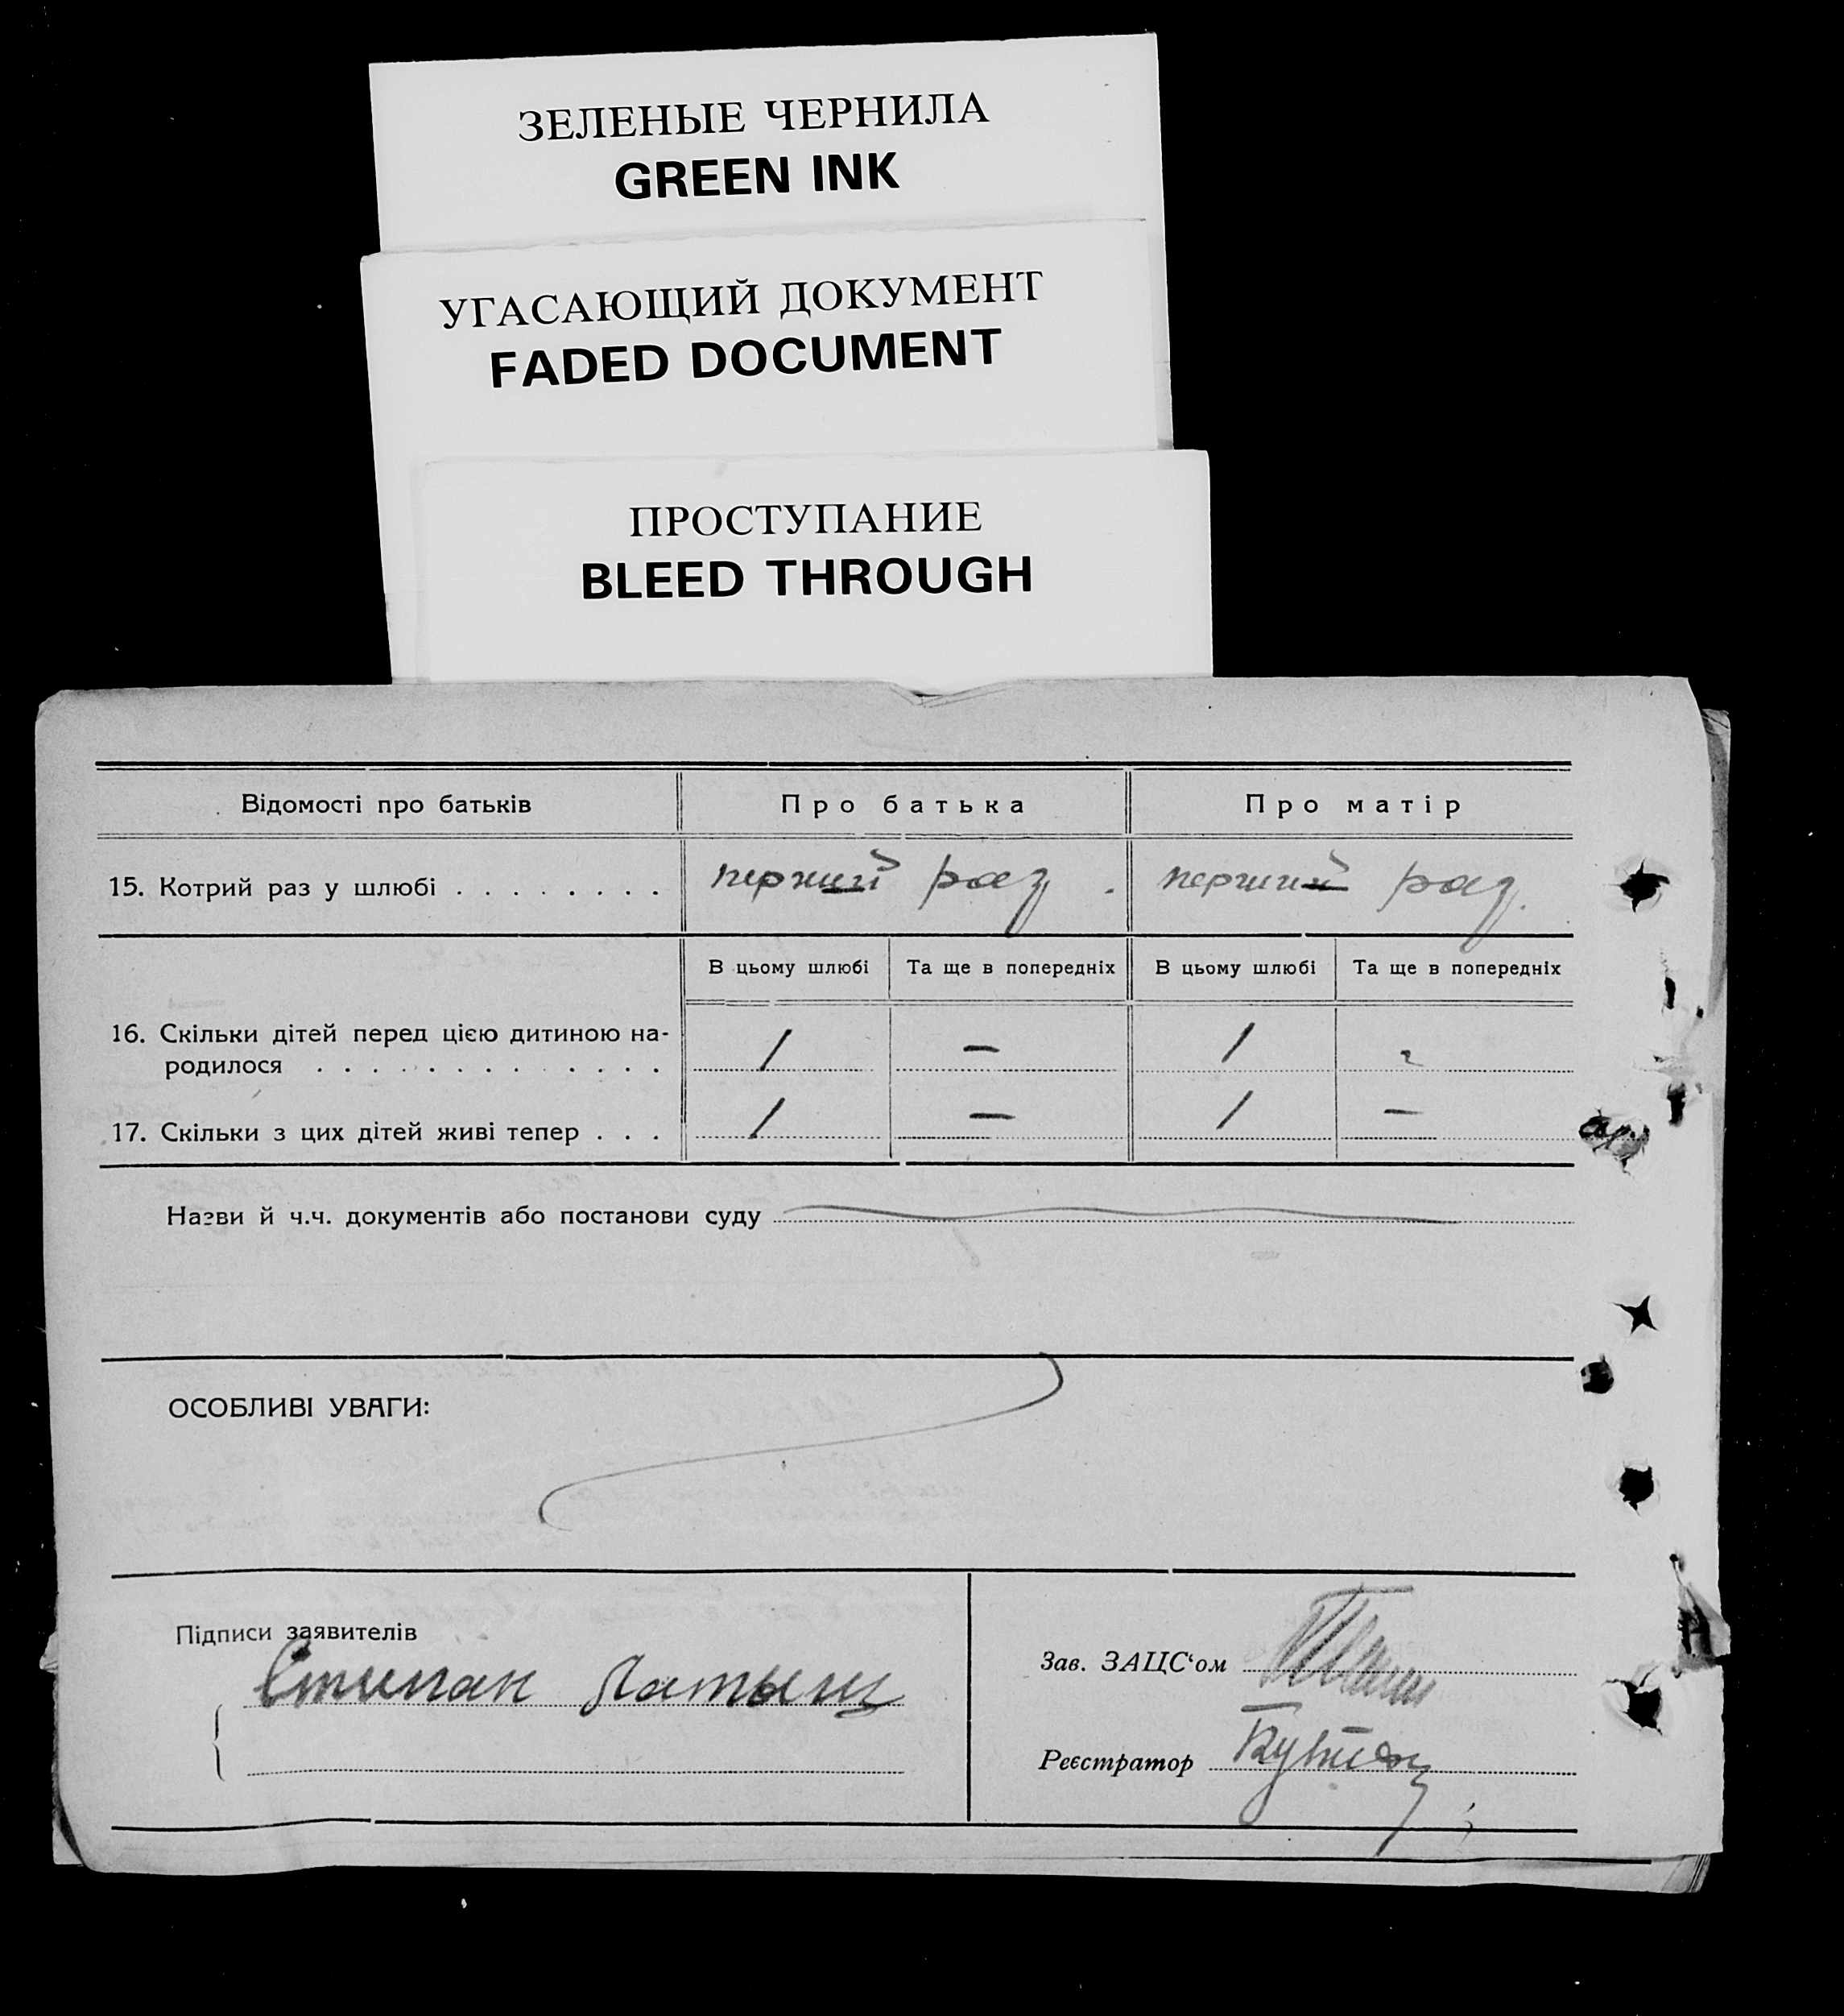 ЗЕЛЕНЫЕ ЧЕРНИЛА
GREEN INK
УГАСАЮЩИЙ ДОКУМЕНТ
FADED DOCUMENT
ПРОСТУПАНИЕ
BLEED THROUGH
Відомості про батьків Про батька Про матір
15. Котрий раз у шлюбі . . . . . . . . перший раз . перший раз.
В цьому шлюбі Та ще в попередніх В цьому шлюбі Та ще в попередніх
16. Скільки дітей перед цією дитиною на-
родилося . . . . . . . . . . . . . 1 — 1 -
17. Скільки з цих дітей живі тепер . . . 1 — 1 —
Назви й ч.ч. документів або постанови суду
ОСОБЛИВІ УВАГИ:
Підписи заявителів
Стипан
Зав. ЗАЦС‘ом
Реєстратор